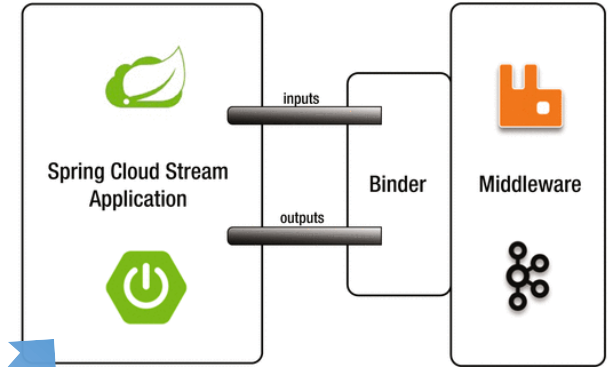 inputs
Spring Cloud Stream
Application
Binder
Middleware
outputs